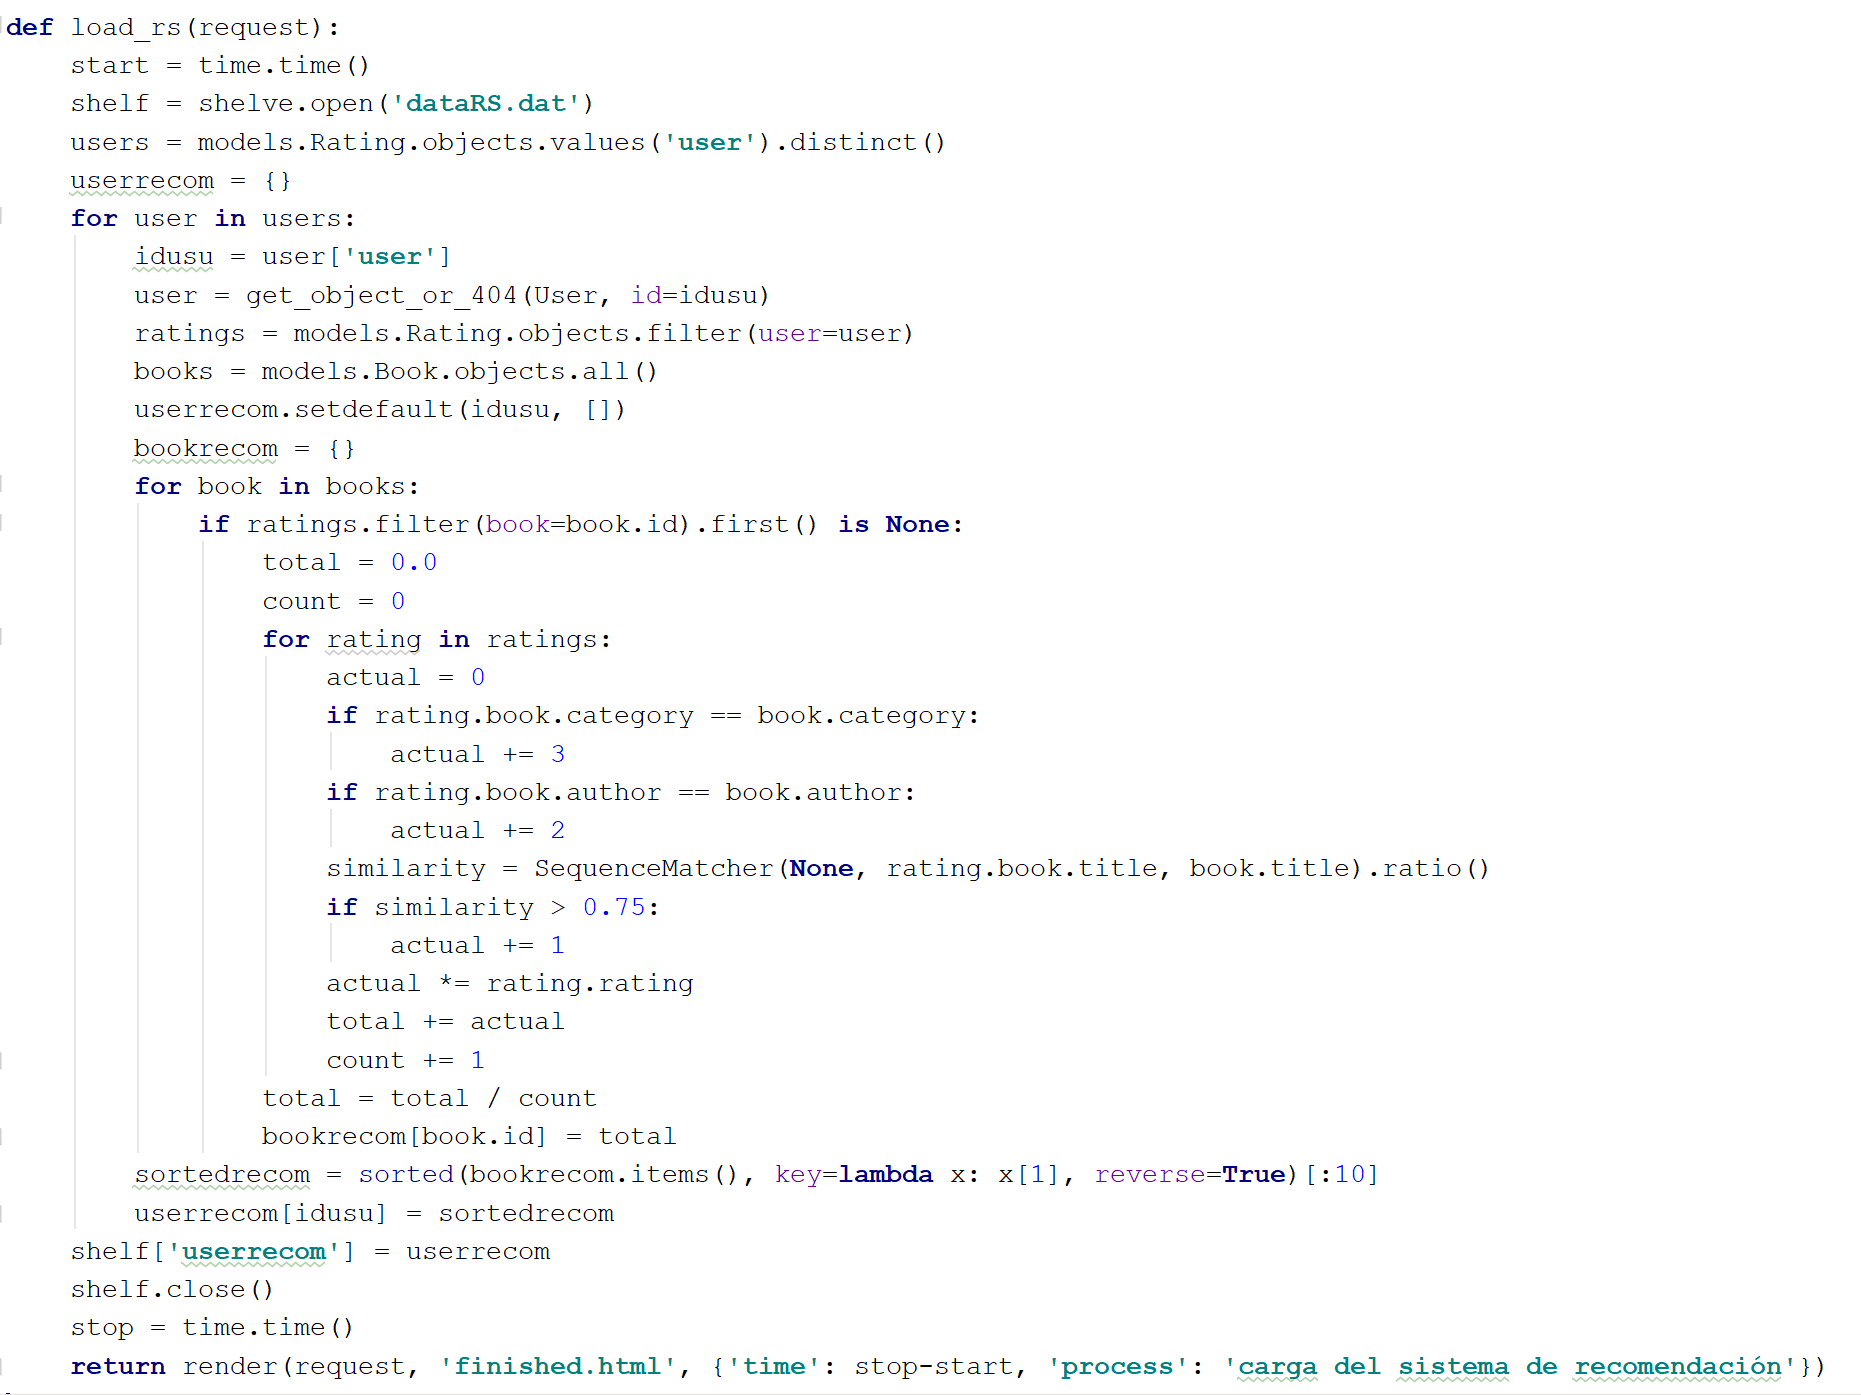 def load_rs(request):
    start = time.time()
    shelf = shelve.open('dataRS.dat')
    users = models.Rating.objects.values('user').distinct()
    userrecom = {}
    for user in users:
        idusu = user['user']
        user = get_object_or_404(User, id=idusu)
        ratings = models.Rating.objects.filter(user=user)
        books = models.Book.objects.all()
        userrecom.setdefault(idusu, [])
        bookrecom = {}
        for book in books:
            if ratings.filter(book=book.id).first() is None:
                total = 0.0
                count = 0
                for rating in ratings:
                    actual = 0
                    if rating.book.category == book.category:
                        actual += 3
                    if rating.book.author == book.author:
                        actual += 2
                    similarity = SequenceMatcher(None, rating.book.title, book.title).ratio()
                    if similarity > 0.75:
                        actual += 1
                    actual *= rating.rating
                    total += actual
                    count += 1
                total = total / count
                bookrecom[book.id] = total
        sortedrecom = sorted(bookrecom.items(), key=lambda x: x[1], reverse=True)[:10]
        userrecom[idusu] = sortedrecom
    shelf['userrecom'] = userrecom
    shelf.close()
    stop = time.time()
    return render(request, 'finished.html', {'time': stop-start, 'process': 'carga del sistema de recomendación'})